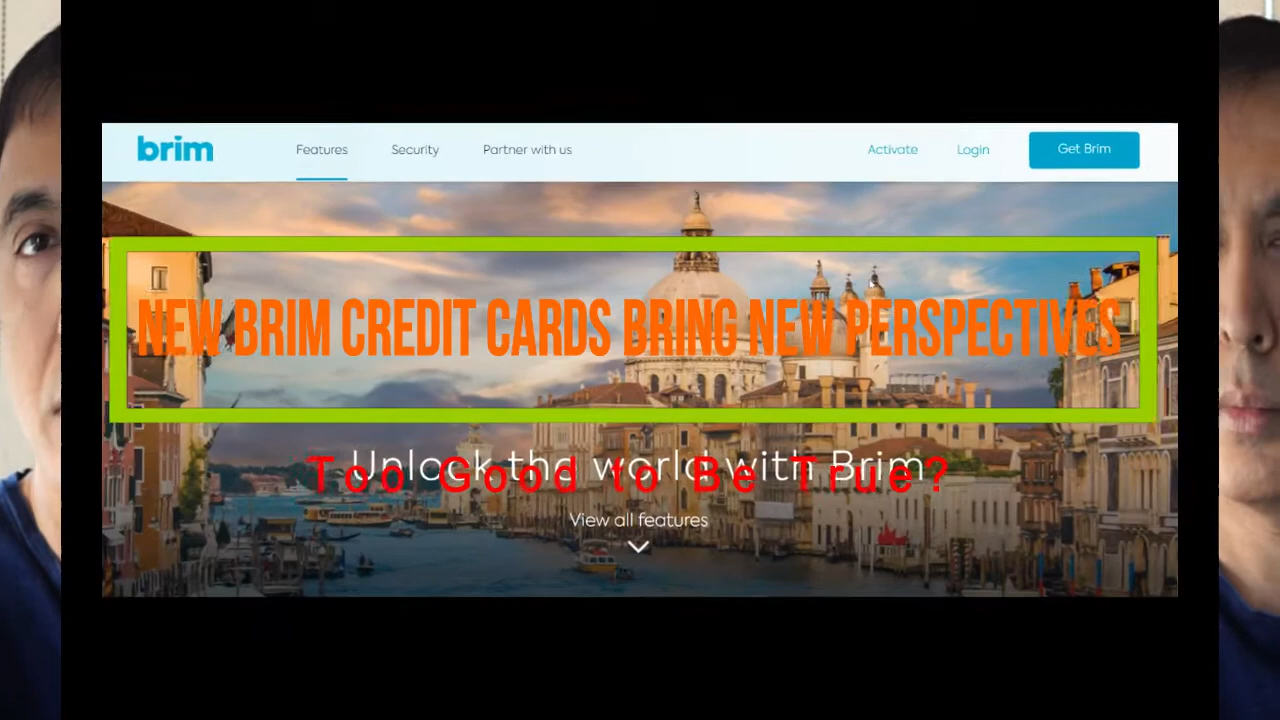 brim Features Security Partner with us Activate Login Get Brim
NEW BRIM CREDIT CARDS BRING NEW PERSPECTIVES
Unlock the world with Brim
Too Good to Be True?
View all features